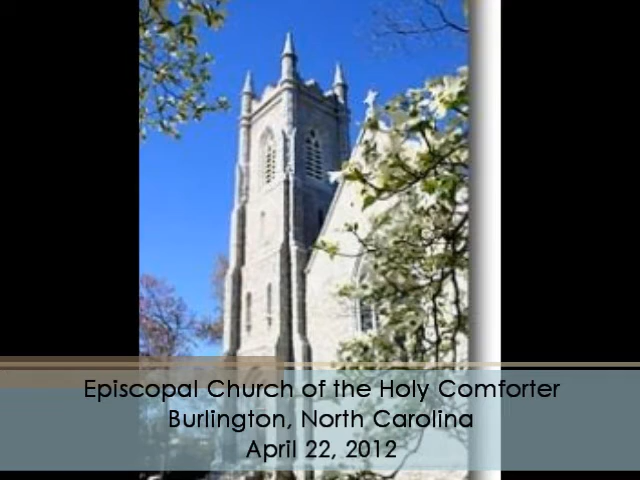 Episcopal Church of the Holy Comforter
Burlington, North Carolina
April 22, 2012